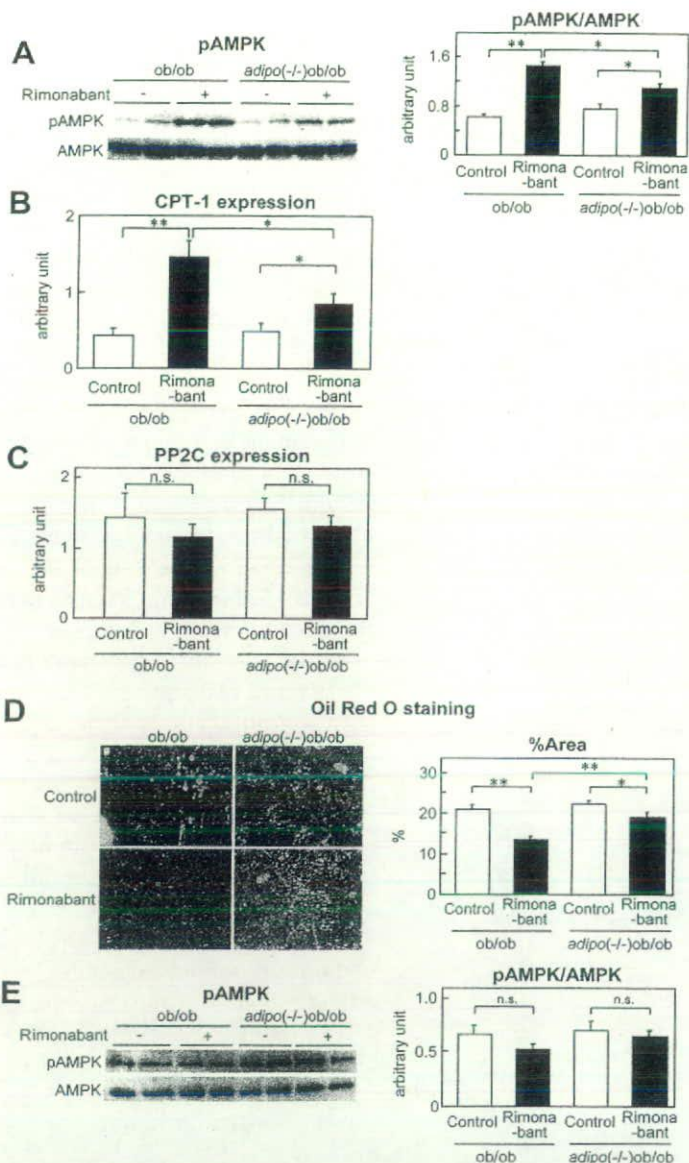 A
pAMPK
ob/ob adipo(-/-)ob/ob
Rimonabant - + - +
pAMPK
AMPK
pAMPK/AMPK
arbitrary unit
1.6
0.8
0
** * *
Control Rimona-bant Control Rimona-bant
ob/ob adipo(-/-)ob/ob
B
CPT-1 expression
arbitrary unit
2
1
0
** * *
Control Rimona-bant Control Rimona-bant
ob/ob adipo(-/-)ob/ob
C
PP2C expression
arbitrary unit
2
1
0
n.s. n.s.
Control Rimona-bant Control Rimona-bant
ob/ob adipo(-/-)ob/ob
D
Oil Red O staining
ob/ob adipo(-/-)ob/ob
Control
Rimonabant
%Area
%
30
20
10
0
** ** *
Control Rimona-bant Control Rimona-bant
ob/ob adipo(-/-)ob/ob
E
pAMPK
ob/ob adipo(-/-)ob/ob
Rimonabant - + - +
pAMPK
AMPK
pAMPK/AMPK
arbitrary unit
1.0
0.5
0
n.s. n.s.
Control Rimona-bant Control Rimona-bant
ob/ob adipo(-/-)ob/ob